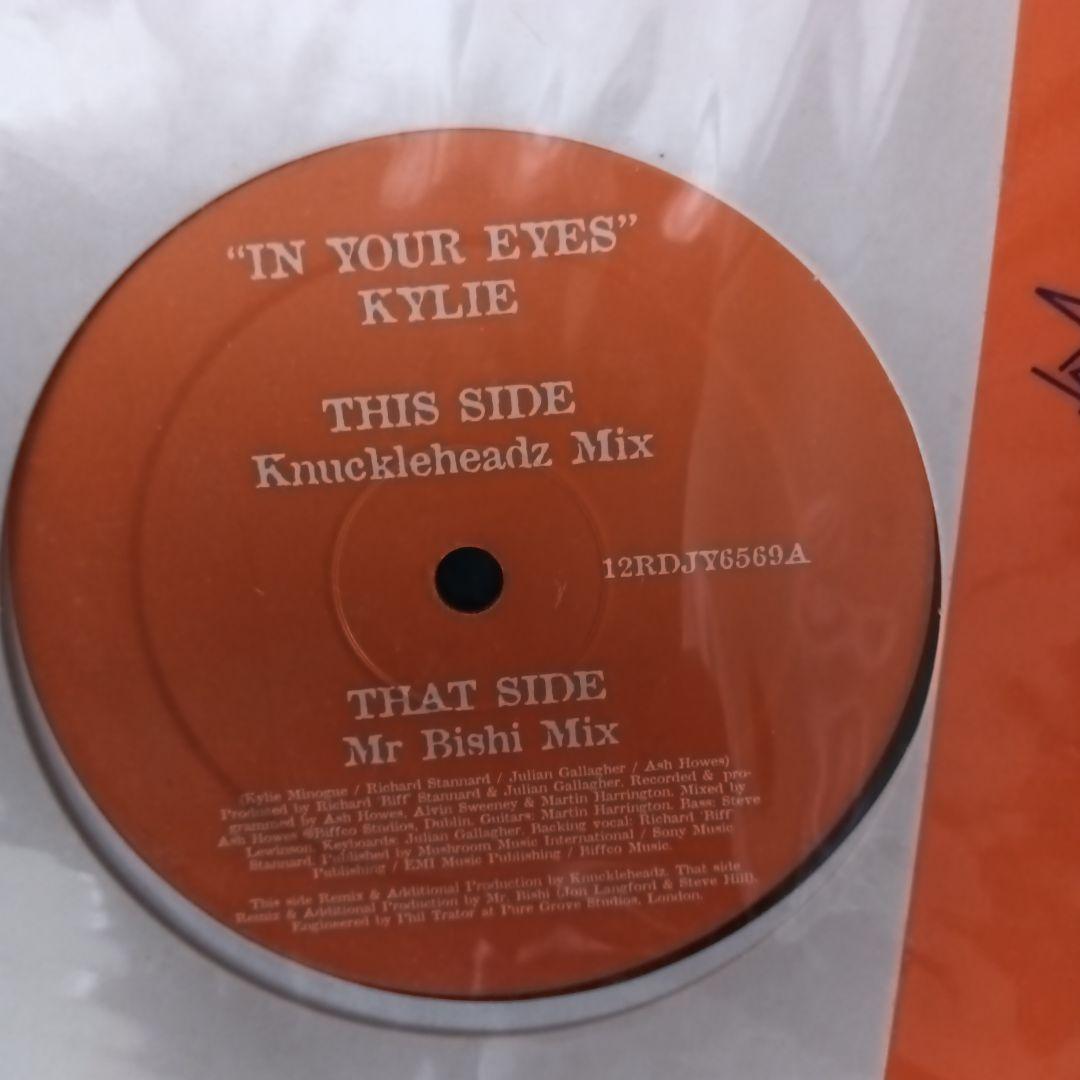 “IN YOUR EYES”
KYLIE
THIS SIDE
Knuckleheadz Mix
12RDJY6569A
THAT SIDE
Mr Bishi Mix
(Kylie Minogue / Richard Stannard / Julian Gallagher / Ash Howes)
Produced by Richard 'Biff' Stannard & Julian Gallagher. Recorded & pro-
grammed by Ash Howes, Alvin Sweeney & Martin Harrington. Mixed by
Ash Howes @Biffco Studios, Dublin. Guitars: Martin Harrington. Bass: Steve
Lewinson. Keyboards: Julian Gallagher. Backing vocal: Richard 'Biff'
Stannard. Published by Mushroom Music International / Sony Music
Publishing / EMI Music Publishing / Biffco Music.
This side Remix & Additional Production by Knuckleheadz. That side
Remix & Additional Production by Mr. Bishi (Jon Langford & Steve Hill).
Engineered by Phil Trator at Pure Grove Studios, London.